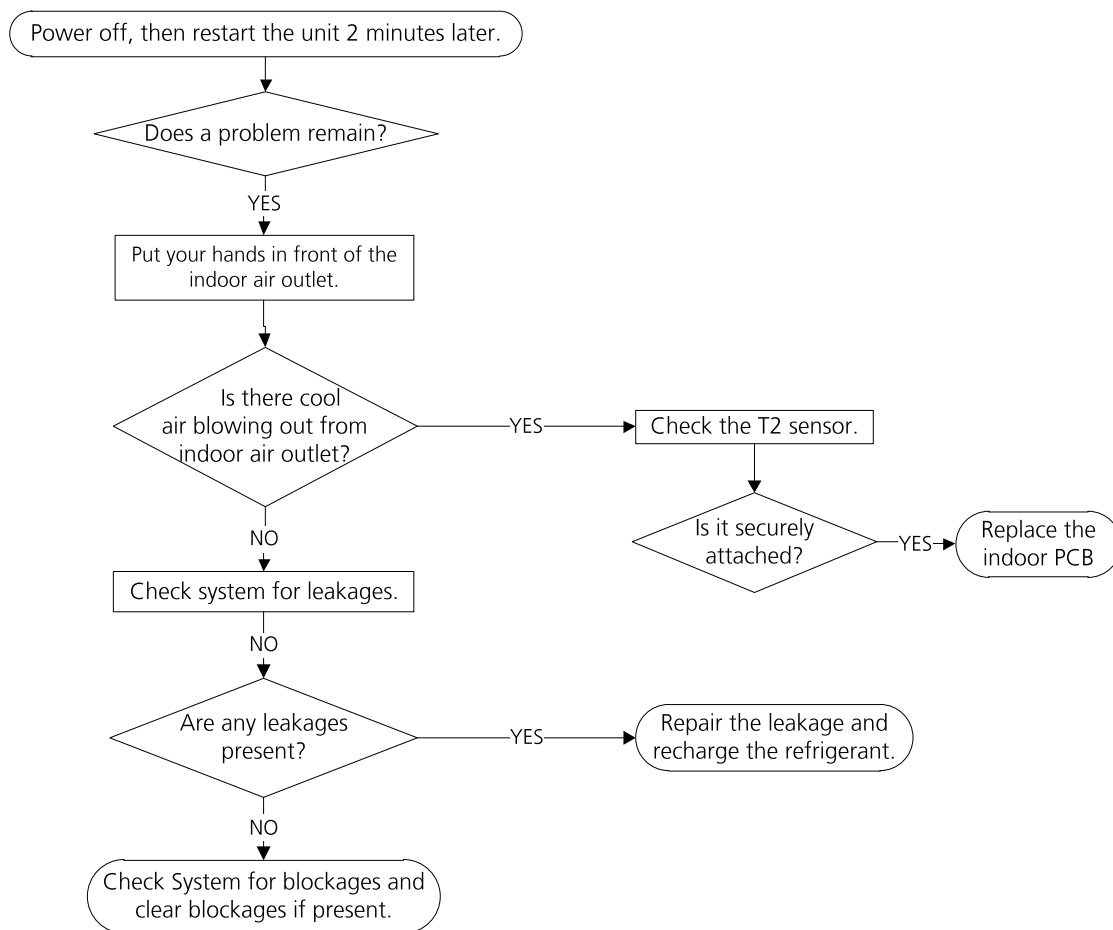 Power off, then restart the unit 2 minutes later.
Does a problem remain?
YES
Put your hands in front of the
indoor air outlet.
Is there cool
air blowing out from
indoor air outlet?
YES
Check the T2 sensor.
Is it securely
attached?
YES
Replace the
indoor PCB
NO
Check system for leakages.
NO
Are any leakages
present?
YES
Repair the leakage and
recharge the refrigerant.
NO
Check System for blockages and
clear blockages if present.